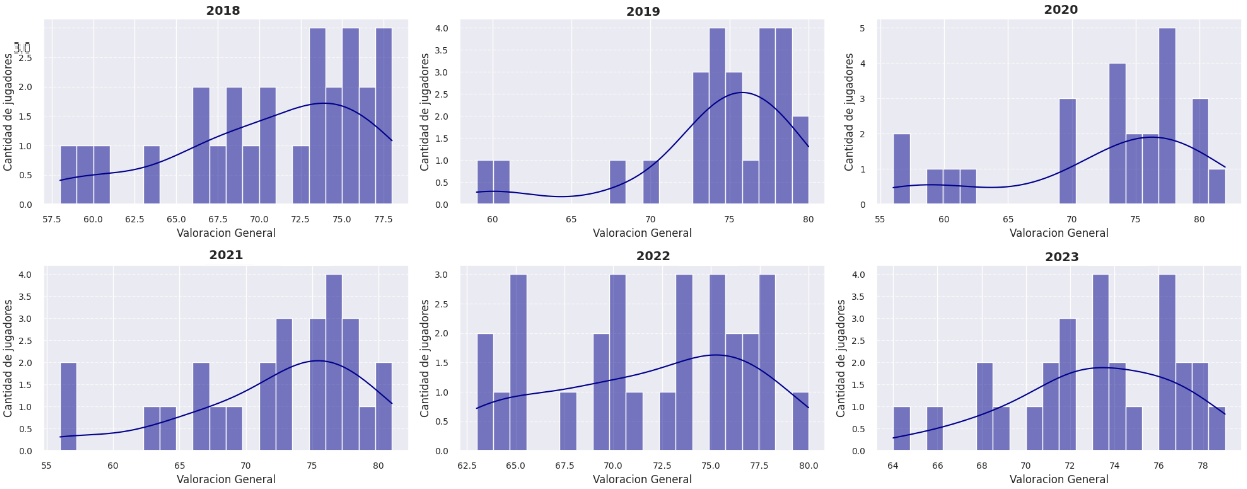 2018
3.0
2.5
2.0
1.5
1.0
0.5
0.0
Cantidad de jugadores
57.5 60.0 62.5 65.0 67.5 70.0 72.5 75.0 77.5
Valoracion General
2019
4.0
3.5
3.0
2.5
2.0
1.5
1.0
0.5
0.0
Cantidad de jugadores
60 65 70 75 80
Valoracion General
2020
5
4
3
2
1
0
Cantidad de jugadores
55 60 65 70 75 80
Valoracion General
2021
4.0
3.5
3.0
2.5
2.0
1.5
1.0
0.5
0.0
Cantidad de jugadores
55 60 65 70 75 80
Valoracion General
2022
3.0
2.5
2.0
1.5
1.0
0.5
0.0
Cantidad de jugadores
62.5 65.0 67.5 70.0 72.5 75.0 77.5 80.0
Valoracion General
2023
4.0
3.5
3.0
2.5
2.0
1.5
1.0
0.5
0.0
Cantidad de jugadores
64 66 68 70 72 74 76 78
Valoracion General